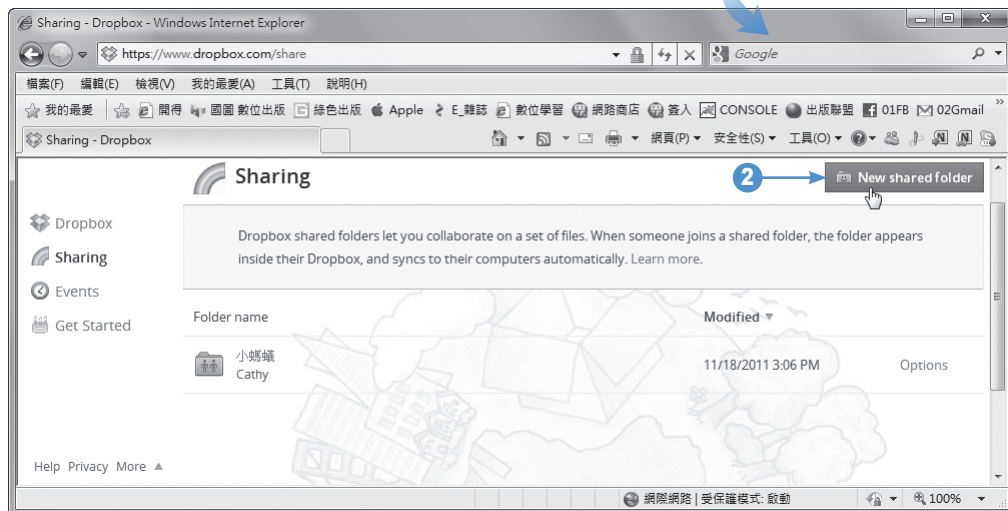 Sharing - Dropbox - Windows Internet Explorer
https://www.dropbox.com/share
Google
檔案(F) 編輯(E) 檢視(V) 我的最愛(A) 工具(T) 說明(H)
我的最愛 開得 國圖 數位出版 綠色出版 Apple E_雜誌 數位學習 網路商店 簽入 CONSOLE 出版聯盟 01FB 02Gmail »
Sharing - Dropbox
網頁(P) 安全性(S) 工具(O)
Sharing
2
New shared folder
Dropbox
Sharing
Events
Get Started
Dropbox shared folders let you collaborate on a set of files. When someone joins a shared folder, the folder appears
inside their Dropbox, and syncs to their computers automatically. Learn more.
Folder name Modified ▼
小螞蟻
Cathy
11/18/2011 3:06 PM Options
Help Privacy More ▲
網際網路 | 受保護模式: 啟動 100%